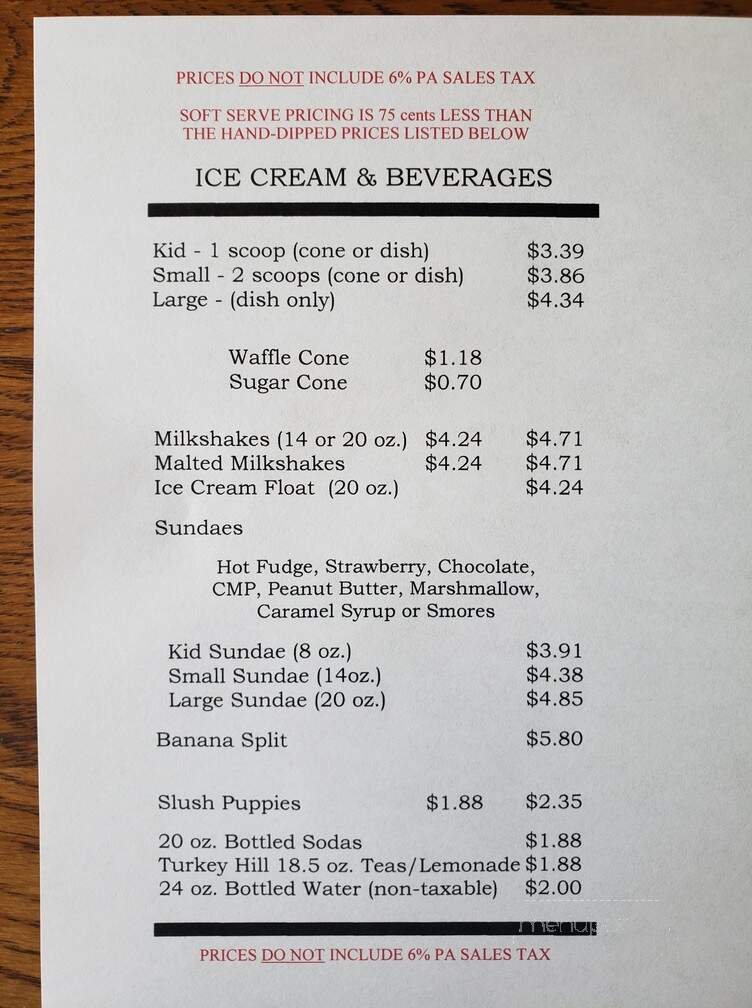 PRICES DO NOT INCLUDE 6% PA SALES TAX
SOFT SERVE PRICING IS 75 cents LESS THAN
THE HAND-DIPPED PRICES LISTED BELOW
ICE CREAM & BEVERAGES
Kid - 1 scoop (cone or dish) $3.39
Small - 2 scoops (cone or dish) $3.86
Large - (dish only) $4.34
Waffle Cone $1.18
Sugar Cone $0.70
Milkshakes (14 or 20 oz.) $4.24 $4.71
Malted Milkshakes $4.24 $4.71
Ice Cream Float (20 oz.) $4.24
Sundaes
Hot Fudge, Strawberry, Chocolate,
CMP, Peanut Butter, Marshmallow,
Caramel Syrup or Smores
Kid Sundae (8 oz.) $3.91
Small Sundae (14oz.) $4.38
Large Sundae (20 oz.) $4.85
Banana Split $5.80
Slush Puppies $1.88 $2.35
20 oz. Bottled Sodas $1.88
Turkey Hill 18.5 oz. Teas/Lemonade $1.88
24 oz. Bottled Water (non-taxable) $2.00
PRICES DO NOT INCLUDE 6% PA SALES TAX